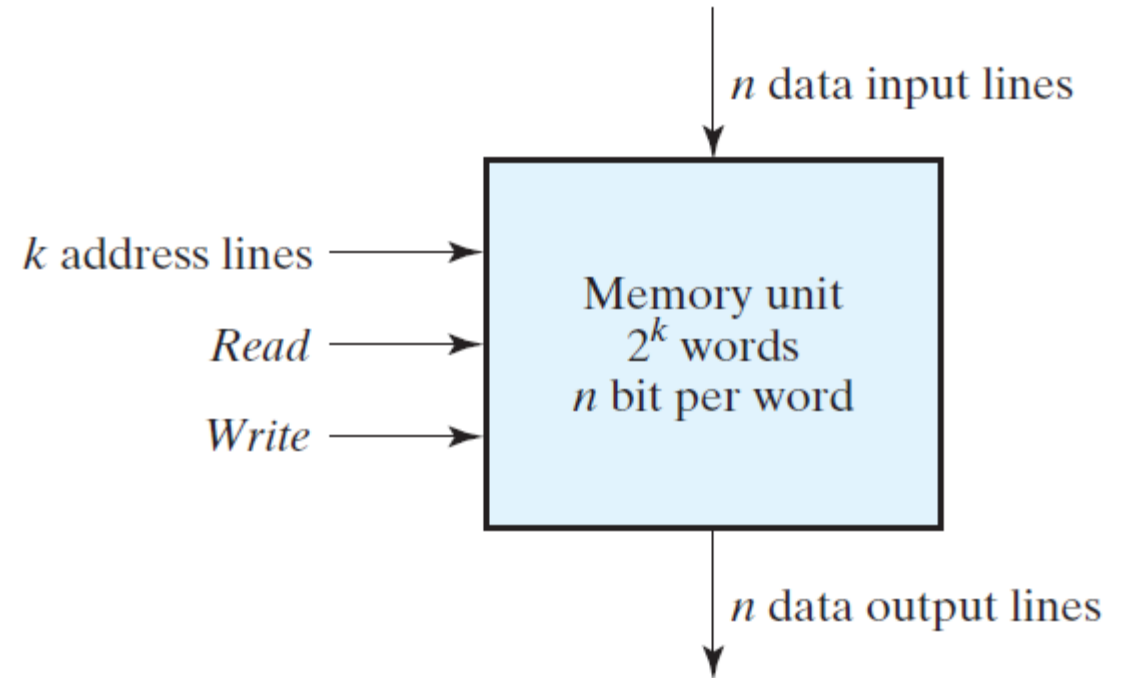 n data input lines
k address lines
Read
Write
Memory unit
2^k words
n bit per word
n data output lines